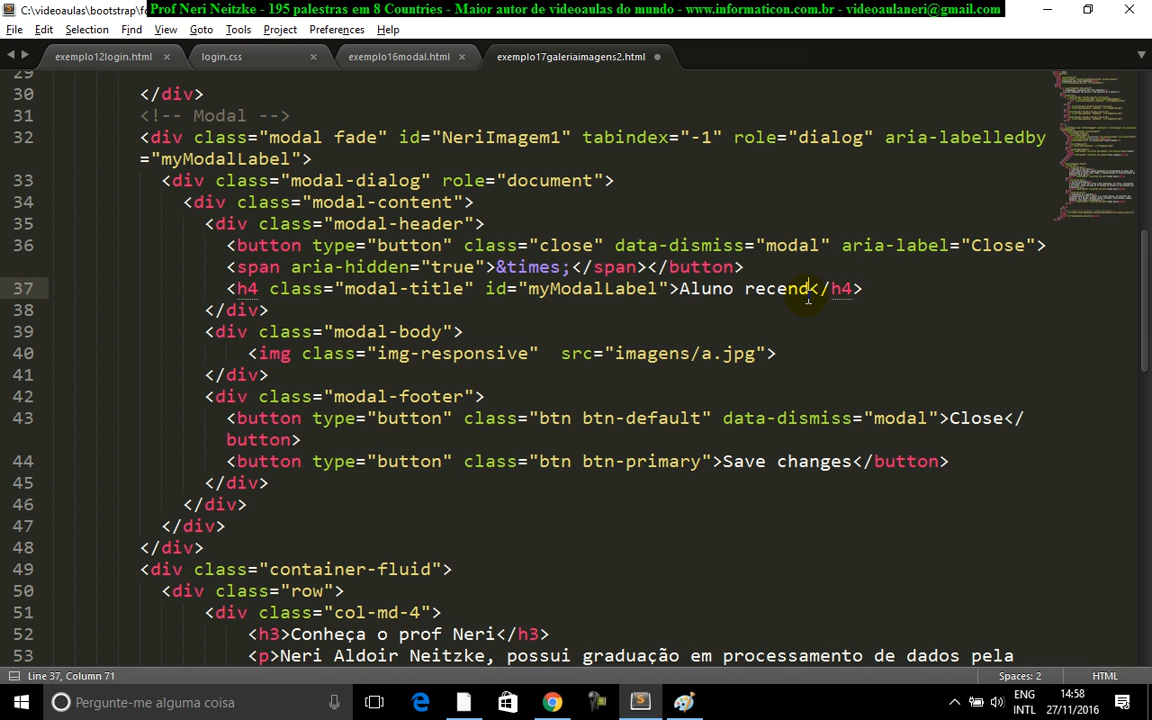 C:\videoaulas\bootstrap\fo
Prof Neri Neitzke - 195 palestras em 8 Countries - Maior autor de videoaulas do mundo - www.informaticon.com.br - videoaulaneri@gmail.com
File Edit Selection Find View Goto Tools Project Preferences Help
exemplo12login.html × login.css × exemplo16modal.html × exemplo17galeriaimagens2.html
29
30 </div>
31 <!-- Modal -->
32 <div class="modal fade" id="NeriImagem1" tabindex="-1" role="dialog" aria-labelledby
="myModalLabel">
33 <div class="modal-dialog" role="document">
34 <div class="modal-content">
35 <div class="modal-header">
36 <button type="button" class="close" data-dismiss="modal" aria-label="Close">
<span aria-hidden="true">&times;</span></button>
37 <h4 class="modal-title" id="myModalLabel">Aluno recend</h4>
38 </div>
39 <div class="modal-body">
40 <img class="img-responsive"  src="imagens/a.jpg">
41 </div>
42 <div class="modal-footer">
43 <button type="button" class="btn btn-default" data-dismiss="modal">Close</
button>
44 <button type="button" class="btn btn-primary">Save changes</button>
45 </div>
46 </div>
47 </div>
48 </div>
49 <div class="container-fluid">
50 <div class="row">
51 <div class="col-md-4">
52 <h3>Conheça o prof Neri</h3>
53 <p>Neri Aldoir Neitzke, possui graduação em processamento de dados pela
Line 37, Column 71 Spaces: 2 HTML
Pergunte-me alguma coisa ENG 14:58
INTL 27/11/2016